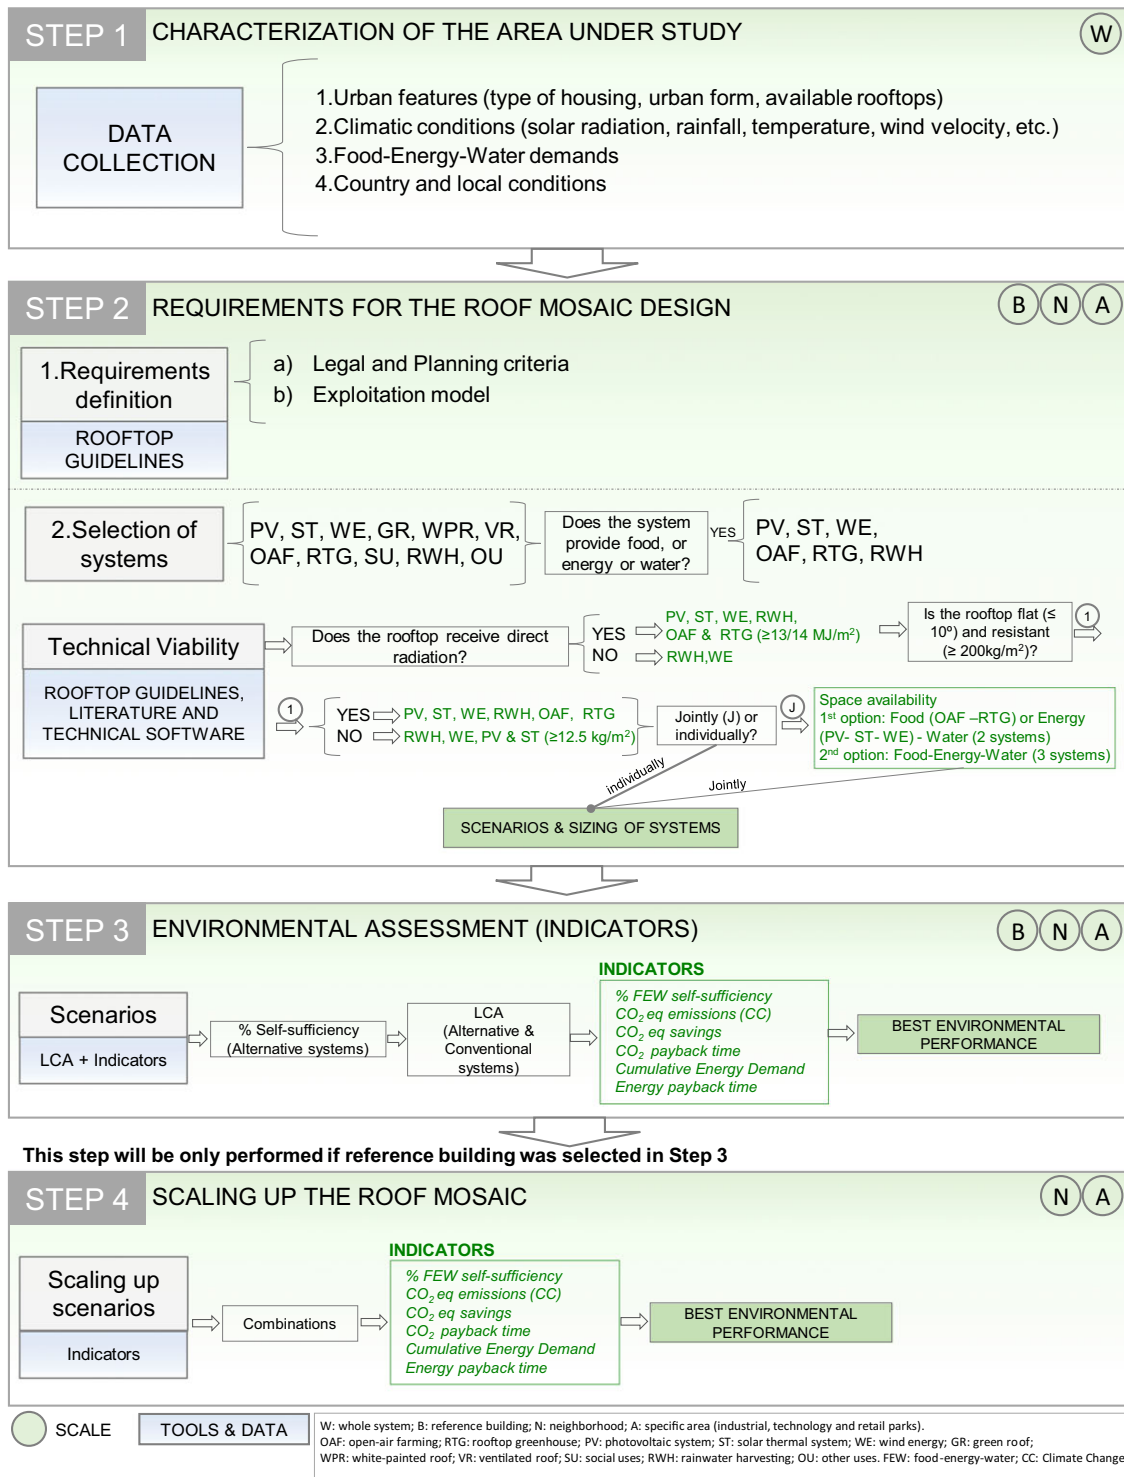 STEP 1
CHARACTERIZATION OF THE AREA UNDER STUDY
W
DATA
COLLECTION
1.Urban features (type of housing, urban form, available rooftops)
2.Climatic conditions (solar radiation, rainfall, temperature, wind velocity, etc.)
3.Food-Energy-Water demands
4.Country and local conditions
STEP 2
REQUIREMENTS FOR THE ROOF MOSAIC DESIGN
B N A
1.Requirements
definition
ROOFTOP
GUIDELINES
a) Legal and Planning criteria
b) Exploitation model
2.Selection of
systems
PV, ST, WE, GR, WPR, VR,
OAF, RTG, SU, RWH, OU
Does the system
provide food, or
energy or water?
YES
PV, ST, WE,
OAF, RTG, RWH
Technical Viability
ROOFTOP GUIDELINES,
LITERATURE AND
TECHNICAL SOFTWARE
Does the rooftop receive direct
radiation?
YES
PV, ST, WE, RWH,
OAF & RTG (≥13/14 MJ/m²)
NO
RWH,WE
Is the rooftop flat (≤
10º) and resistant
(≥ 200kg/m²)?
1
1
YES
PV, ST, WE, RWH, OAF, RTG
NO
RWH, WE, PV & ST (≥12.5 kg/m²)
Jointly (J) or
individually?
J
Space availability
1st option: Food (OAF –RTG) or Energy
(PV- ST- WE) - Water (2 systems)
2nd option: Food-Energy-Water (3 systems)
individually
Jointly
SCENARIOS & SIZING OF SYSTEMS
STEP 3
ENVIRONMENTAL ASSESSMENT (INDICATORS)
B N A
Scenarios
LCA + Indicators
% Self-sufficiency
(Alternative systems)
LCA
(Alternative &
Conventional
systems)
INDICATORS
% FEW self-sufficiency
CO₂ eq emissions (CC)
CO₂ eq savings
CO₂ payback time
Cumulative Energy Demand
Energy payback time
BEST ENVIRONMENTAL
PERFORMANCE
This step will be only performed if reference building was selected in Step 3
STEP 4
SCALING UP THE ROOF MOSAIC
N A
Scaling up
scenarios
Indicators
Combinations
INDICATORS
% FEW self-sufficiency
CO₂ eq emissions (CC)
CO₂ eq savings
CO₂ payback time
Cumulative Energy Demand
Energy payback time
BEST ENVIRONMENTAL
PERFORMANCE
SCALE
TOOLS & DATA
W: whole system; B: reference building; N: neighborhood; A: specific area (industrial, technology and retail parks).
OAF: open-air farming; RTG: rooftop greenhouse; PV: photovoltaic system; ST: solar thermal system; WE: wind energy; GR: green roof;
WPR: white-painted roof; VR: ventilated roof; SU: social uses; RWH: rainwater harvesting; OU: other uses. FEW: food-energy-water; CC: Climate Change